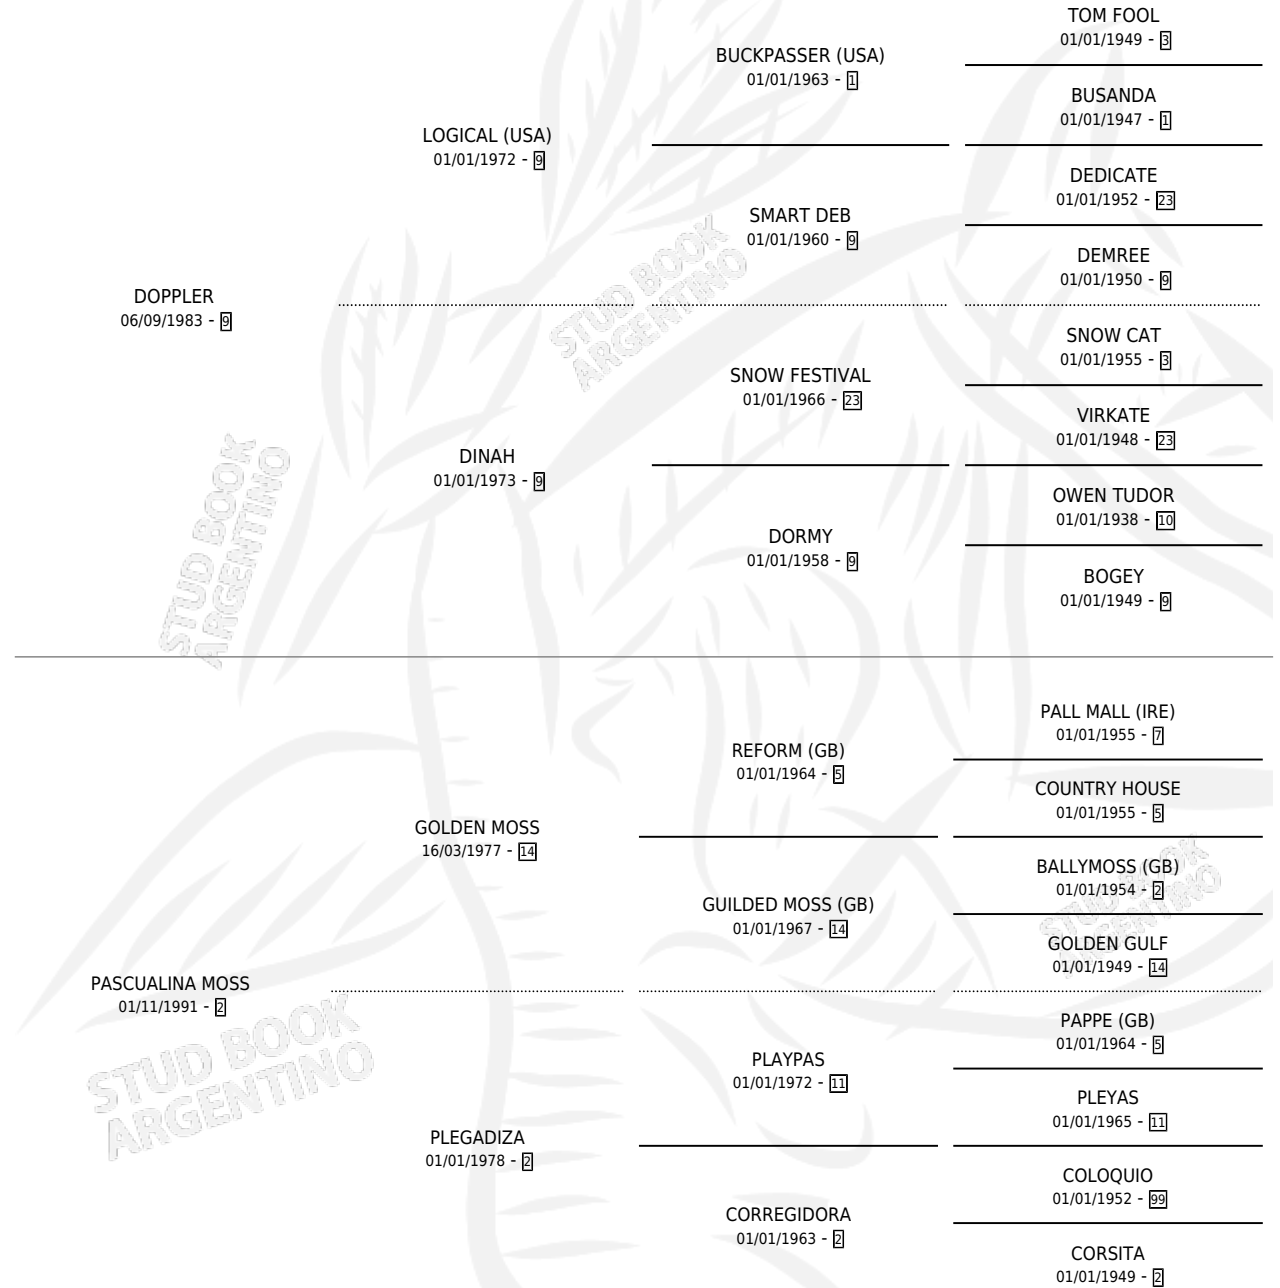 TOM FOOL
01/01/1949 - 3
BUCKPASSER (USA)
01/01/1963 - 1
BUSANDA
01/01/1947 - 1
LOGICAL (USA)
01/01/1972 - 9
DEDICATE
01/01/1952 - 23
SMART DEB
01/01/1960 - 9
DEMREE
01/01/1950 - 9
DOPPLER
06/09/1983 - 9
STUD BOOK
ARGENTINO
SNOW CAT
01/01/1955 - 3
SNOW FESTIVAL
01/01/1966 - 23
VIRKATE
01/01/1948 - 23
DINAH
01/01/1973 - 9
OWEN TUDOR
01/01/1938 - 10
DORMY
01/01/1958 - 9
BOGEY
01/01/1949 - 9
STUD BOOK
ARGENTINO
PALL MALL (IRE)
01/01/1955 - 7
REFORM (GB)
01/01/1964 - 5
COUNTRY HOUSE
01/01/1955 - 5
GOLDEN MOSS
16/03/1977 - 14
BALLYMOSS (GB)
01/01/1954 - 2
GUILDED MOSS (GB)
01/01/1967 - 14
GOLDEN GULF
01/01/1949 - 14
STUD BOOK
ARGENTINO
PASCUALINA MOSS
01/11/1991 - 2
PAPPE (GB)
01/01/1964 - 5
PLAYPAS
01/01/1972 - 11
PLEYAS
01/01/1965 - 11
STUD BOOK
ARGENTINO
PLEGADIZA
01/01/1978 - 2
COLOQUIO
01/01/1952 - 99
CORREGIDORA
01/01/1963 - 2
CORSITA
01/01/1949 - 2